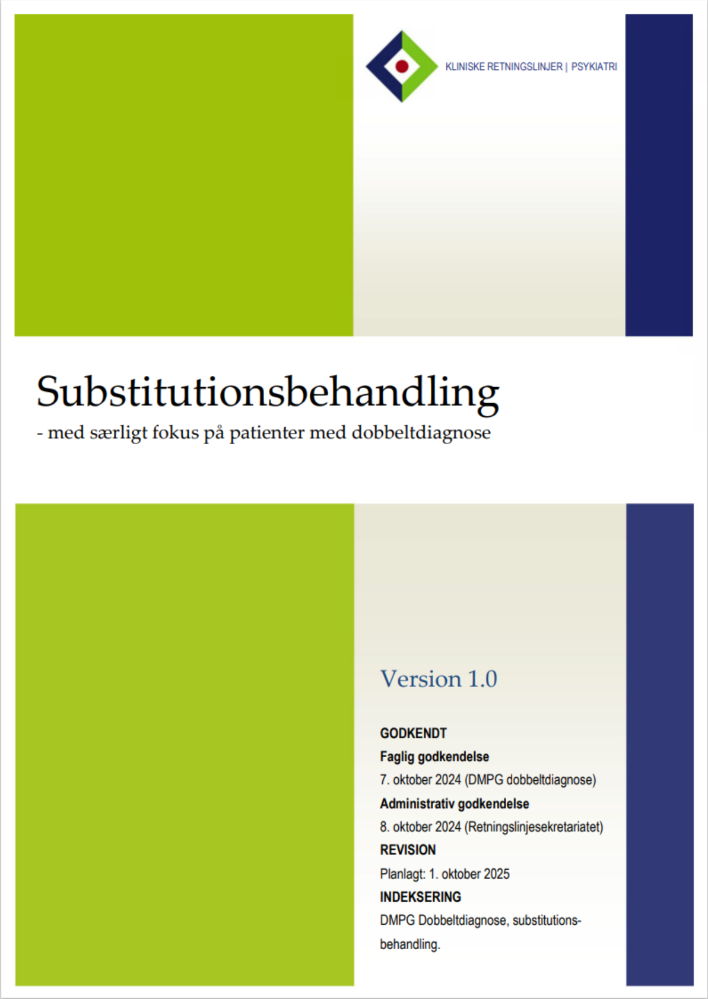 KLINISKE RETNINGSLINJER | PSYKIATRI
Substitutionsbehandling
- med særligt fokus på patienter med dobbeltdiagnose
Version 1.0
GODKENDT
Faglig godkendelse
7. oktober 2024 (DMPG dobbeltdiagnose)
Administrativ godkendelse
8. oktober 2024 (Retningslinjesekretariatet)
REVISION
Planlagt: 1. oktober 2025
INDEKSERING
DMPG Dobbeltdiagnose, substitutions-
behandling.